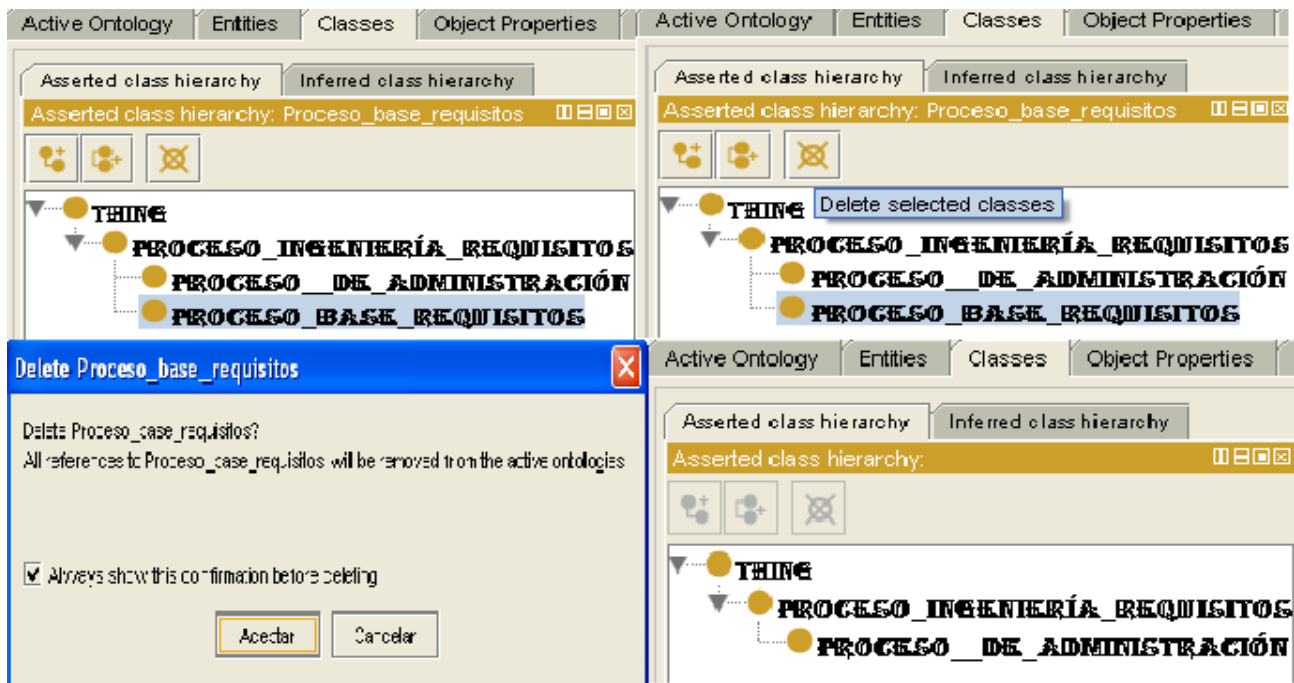 Active Ontology Entities Classes Object Properties
Asserted class hierarchy Inferred class hierarchy
Asserted class hierarchy: Proceso_base_requisitos
THING
PROCESO_INGENIERÍA_REQUISITOS
PROCESO__DE_ADMINISTRACIÓN
PROCESO_BASE_REQUISITOS
Active Ontology Entities Classes Object Properties
Asserted class hierarchy Inferred class hierarchy
Asserted class hierarchy: Proceso_base_requisitos
THING Delete selected classes
PROCESO_INGENIERÍA_REQUISITOS
PROCESO__DE_ADMINISTRACIÓN
PROCESO_BASE_REQUISITOS
Delete Proceso_base_requisitos
Delete Proceso_base_requisitos?
All references to Proceso_base_requisitos will be removed from the active ontologies
Always show this confirmation before deleting
Aceptar Cancelar
Active Ontology Entities Classes Object Properties
Asserted class hierarchy Inferred class hierarchy
Asserted class hierarchy:
THING
PROCESO_INGENIERÍA_REQUISITOS
PROCESO__DE_ADMINISTRACIÓN